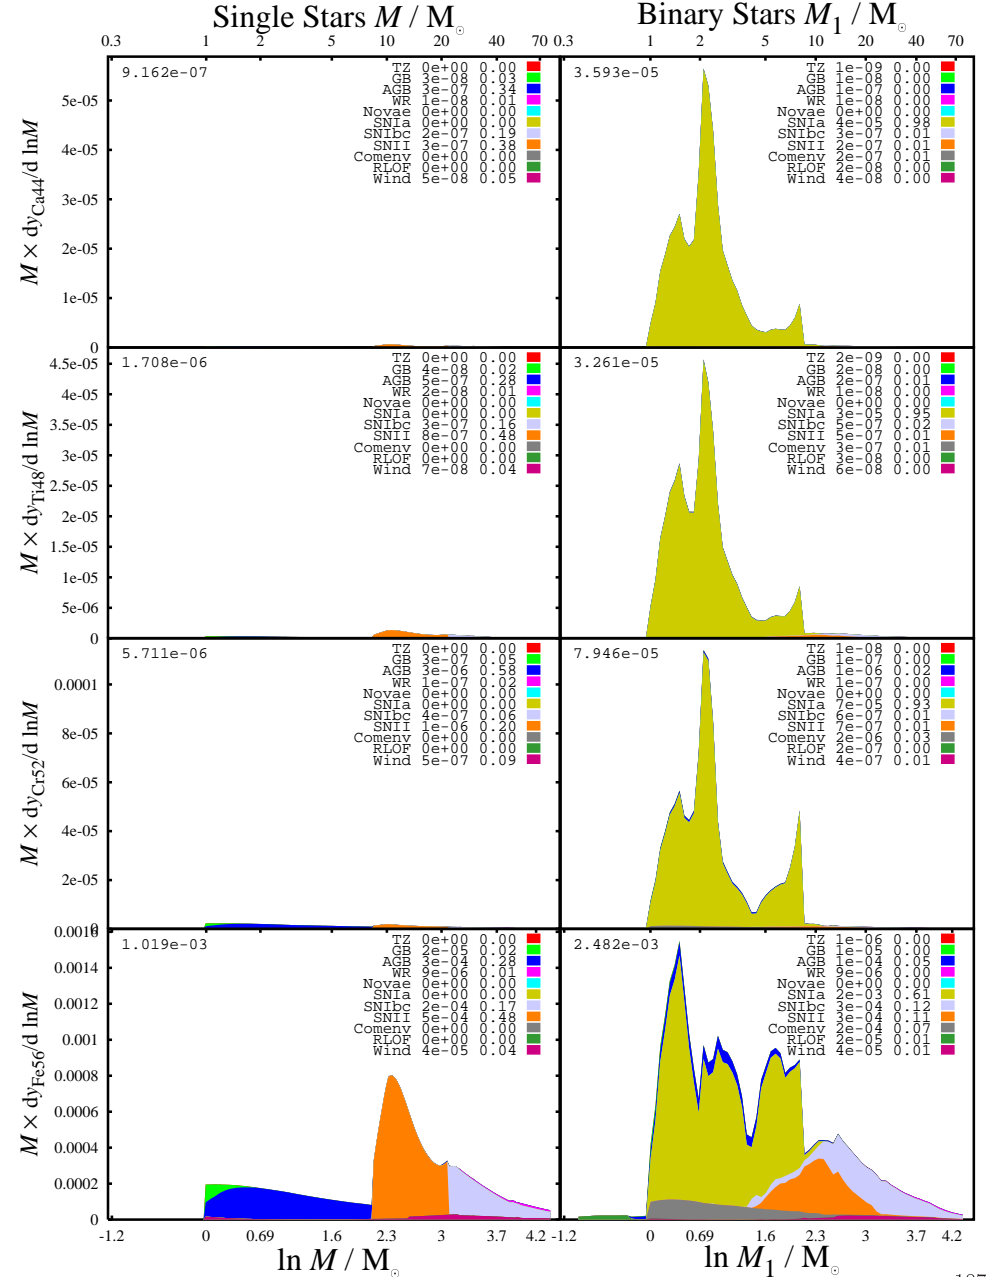 Single Stars M / M☉
Binary Stars M1 / M☉
0.3 1 2 5 10 20 40 70
0.3 1 2 5 10 20 40 70
M × dyCa44/d lnM
5e-05
4e-05
3e-05
2e-05
1e-05
0
9.162e-07
TZ 0e+00 0.00
GB 3e-08 0.03
AGB 3e-07 0.34
WR 1e-08 0.01
Novae 0e+00 0.00
SNIa 0e+00 0.00
SNIbc 2e-07 0.19
SNII 3e-07 0.38
Comenv 0e+00 0.00
RLOF 0e+00 0.00
Wind 5e-08 0.05
3.593e-05
TZ 1e-09 0.00
GB 1e-08 0.00
AGB 1e-07 0.00
WR 1e-08 0.00
Novae 0e+00 0.00
SNIa 4e-05 0.98
SNIbc 3e-07 0.01
SNII 2e-07 0.01
Comenv 2e-07 0.01
RLOF 2e-08 0.00
Wind 4e-08 0.00
M × dyTi48/d lnM
4.5e-05
4e-05
3.5e-05
3e-05
2.5e-05
2e-05
1.5e-05
1e-05
5e-06
0
1.708e-06
TZ 0e+00 0.00
GB 4e-08 0.02
AGB 5e-07 0.28
WR 2e-08 0.01
Novae 0e+00 0.00
SNIa 0e+00 0.00
SNIbc 3e-07 0.16
SNII 8e-07 0.48
Comenv 0e+00 0.00
RLOF 0e+00 0.00
Wind 7e-08 0.04
3.261e-05
TZ 2e-09 0.00
GB 2e-08 0.00
AGB 2e-07 0.01
WR 1e-08 0.00
Novae 0e+00 0.00
SNIa 3e-05 0.95
SNIbc 5e-07 0.02
SNII 5e-07 0.01
Comenv 3e-07 0.01
RLOF 3e-08 0.00
Wind 6e-08 0.00
M × dyCr52/d lnM
0.0001
8e-05
6e-05
4e-05
2e-05
0
5.711e-06
TZ 0e+00 0.00
GB 3e-07 0.05
AGB 3e-06 0.58
WR 1e-07 0.02
Novae 0e+00 0.00
SNIa 0e+00 0.00
SNIbc 4e-07 0.06
SNII 1e-06 0.20
Comenv 0e+00 0.00
RLOF 0e+00 0.00
Wind 5e-07 0.09
7.946e-05
TZ 1e-08 0.00
GB 1e-07 0.00
AGB 1e-06 0.02
WR 1e-07 0.00
Novae 0e+00 0.00
SNIa 7e-05 0.93
SNIbc 6e-07 0.01
SNII 7e-07 0.01
Comenv 2e-06 0.03
RLOF 2e-07 0.00
Wind 4e-07 0.01
M × dyFe56/d lnM
0.0016
0.0014
0.0012
0.001
0.0008
0.0006
0.0004
0.0002
0
1.019e-03
TZ 0e+00 0.00
GB 2e-05 0.02
AGB 3e-04 0.28
WR 9e-06 0.01
Novae 0e+00 0.00
SNIa 0e+00 0.00
SNIbc 2e-04 0.17
SNII 5e-04 0.48
Comenv 0e+00 0.00
RLOF 0e+00 0.00
Wind 4e-05 0.04
2.482e-03
TZ 1e-06 0.00
GB 1e-05 0.00
AGB 1e-04 0.05
WR 9e-06 0.00
Novae 0e+00 0.00
SNIa 2e-03 0.61
SNIbc 3e-04 0.12
SNII 3e-04 0.11
Comenv 2e-04 0.07
RLOF 2e-05 0.01
Wind 4e-05 0.01
-1.2 0 0.69 1.6 2.3 3 3.7 4.2
-1.2 0 0.69 1.6 2.3 3 3.7 4.2
ln M / M☉
ln M1 / M☉